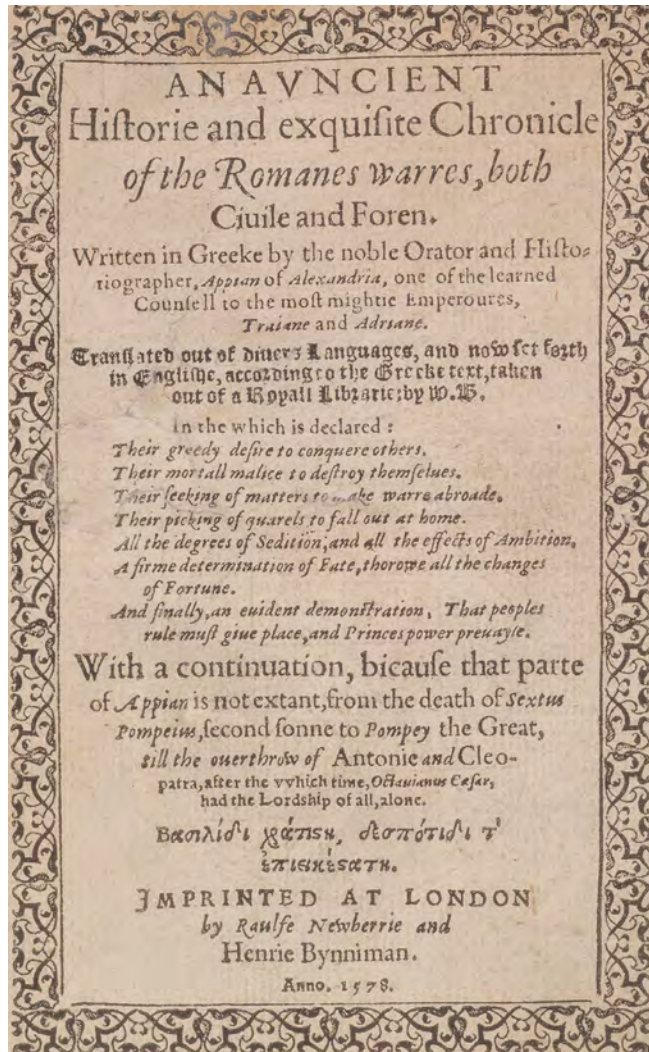 AN AVNCIENT
Hiſtorie and exquiſite Chronicle
of the Romanes warres, both
Ciuile and Foren.
Written in Greeke by the noble Orator and Hiſto-
riographer, Appian of Alexandria, one of the learned
Counſell to the moſt mightie Emperoures,
Traiane and Adriane.
Tranſlated out of diuers Languages, and now ſet forth
in Engliſhe, according to the Greeke text, taken
out of a Royall Librarie: by W.B.
In the which is declared:
Their greedy deſire to conquere others.
Their mortall malice to deſtroy themſelues.
Their ſeeking of matters to make warre abroade.
Their picking of quarels to fall out at home.
All the degrees of Sedition, and all the effects of Ambition.
A firme determination of Fate, thorowe all the changes
of Fortune.
And finally, an euident demonſtration, That peoples
rule muſt giue place, and Princes power preuayle.
With a continuation, bicauſe that parte
of Appian is not extant, from the death of Sextus
Pompeius, ſecond ſonne to Pompey the Great,
till the ouerthrow of Antonie and Cleo-
patra, after the vvhich time, Octauianus Cæſar,
had the Lordship of all, alone.
Βασιλίδι κρατίστῃ, δεσπότιδι τ'
ἐπιεικεστάτῃ.
IMPRINTED AT LONDON
by Raulfe Newberrie and
Henrie Bynniman.
Anno. 1578.